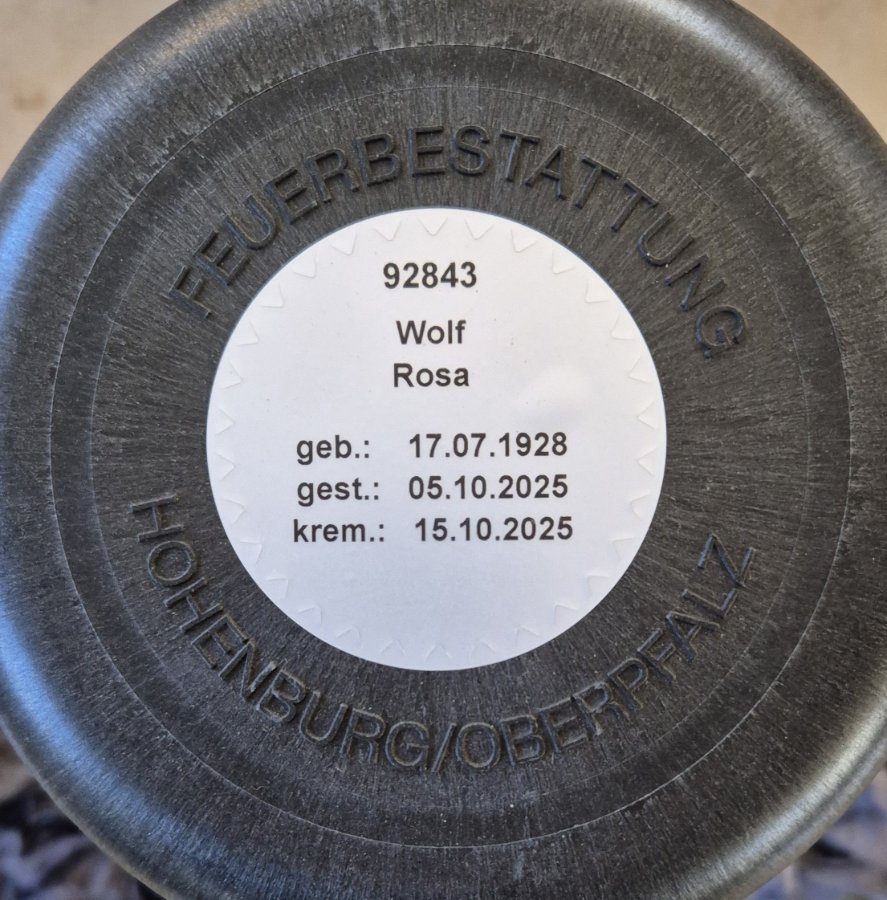 FEUERBESTATTUNG
92843
Wolf
Rosa
geb.: 17.07.1928
gest.: 05.10.2025
krem.: 15.10.2025
HOHENBURG/OBERPFALZ